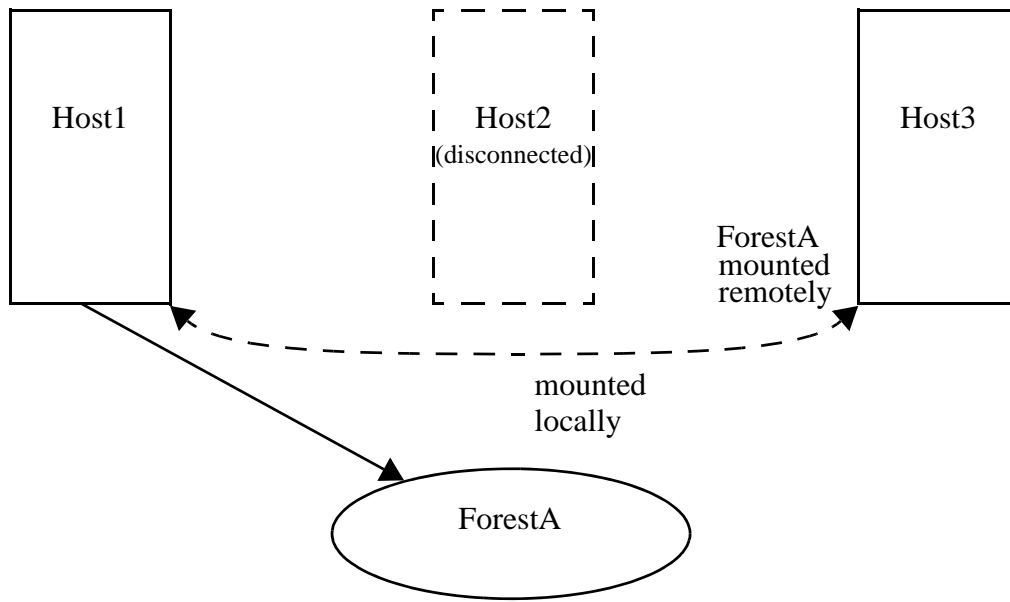 Host1
Host2
(disconnected)
Host3
ForestA
mounted
remotely
mounted
locally
ForestA